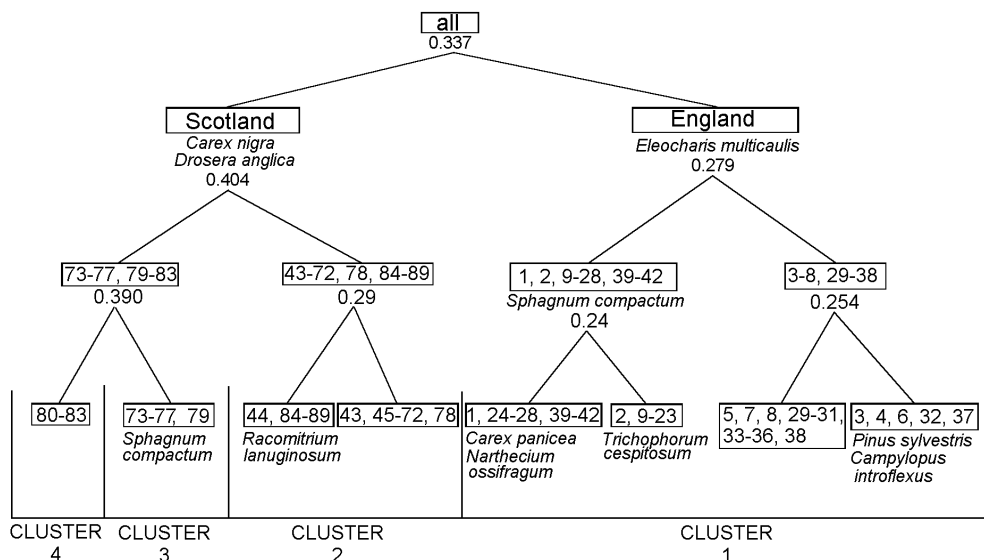 all
0.337
Scotland
Carex nigra
Drosera anglica
0.404
England
Eleocharis multicaulis
0.279
73-77, 79-83
0.390
43-72, 78, 84-89
0.29
1, 2, 9-28, 39-42
Sphagnum compactum
0.24
3-8, 29-38
0.254
80-83
73-77, 79
Sphagnum
compactum
44, 84-89
Racomitrium
lanuginosum
43, 45-72, 78
1, 24-28, 39-42
Carex panicea
Narthecium
ossifragum
2, 9-23
Trichophorum
cespitosum
5, 7, 8, 29-31,
33-36, 38
3, 4, 6, 32, 37
Pinus sylvestris
Campylopus
introflexus
CLUSTER
4
CLUSTER
3
CLUSTER
2
CLUSTER
1